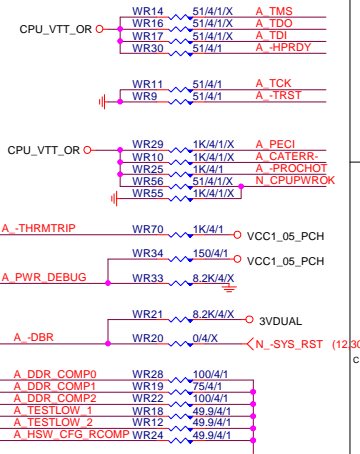 WR14 51/4/1/X A_TMS
CPU_VTT_OR WR16 51/4/1/X A_TDO
WR17 51/4/1/X A_TDI
WR30 51/4/1 A_-HPRDY
WR11 51/4/1 A_TCK
WR9 51/4/1 A_-TRST
CPU_VTT_OR WR29 1K/4/1/X A_PECI
WR10 1K/4/1/X A_CATERR-
WR25 1K/4/1 A_-PROCHOT
WR56 51/4/1/X N_CPUPWROK
WR55 1K/4/1/X
A_-THRMTRIP WR70 1K/4/1 VCC1_05_PCH
WR34 150/4/1 VCC1_05_PCH
A_PWR_DEBUG WR33 8.2K/4/X
WR21 8.2K/4/X 3VDUAL
A_-DBR WR20 0/4/X N_-SYS_RST (12,30
C
A_DDR_COMP0 WR28 100/4/1
A_DDR_COMP1 WR19 75/4/1
A_DDR_COMP2 WR22 100/4/1
A_TESTLOW_1 WR18 49.9/4/1
A_TESTLOW_2 WR12 49.9/4/1
A_HSW_CFG_RCOMP WR24 49.9/4/1